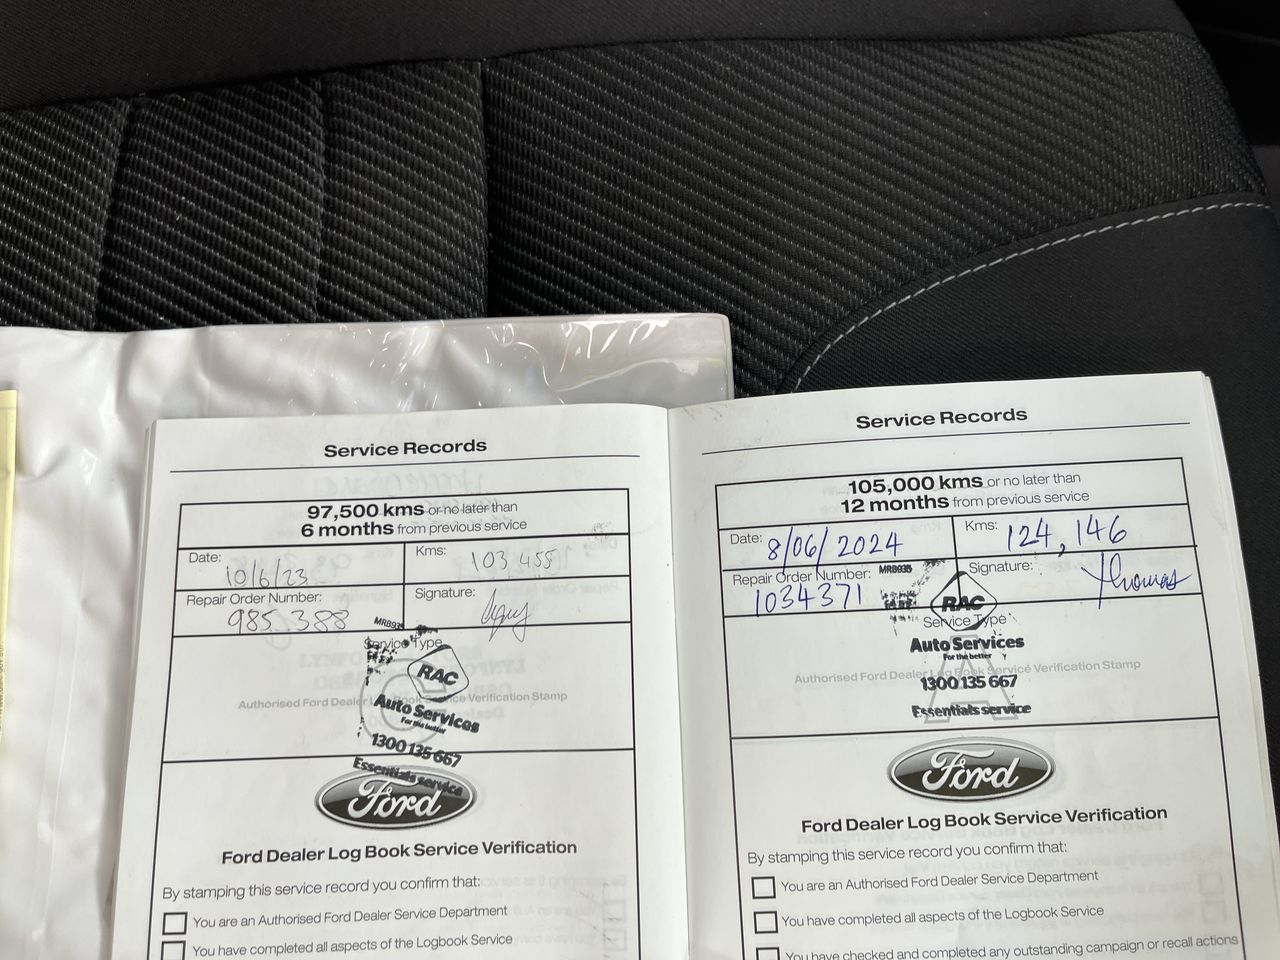 Service Records
97,500 kms or no later than
6 months from previous service
Date: 10/6/23
Kms: 103 455
Repair Order Number: 985 388
Signature:
MRB935
Service Type
C
RAC
Authorised Ford Dealer Log Book Service Verification Stamp
Auto Services
For the better
1300 135 667
Essentials service
Ford
Ford Dealer Log Book Service Verification
By stamping this service record you confirm that:
You are an Authorised Ford Dealer Service Department
You have completed all aspects of the Logbook Service
Service Records
105,000 kms or no later than
12 months from previous service
Date: 8/06/2024
Kms: 124,146
Repair Order Number: 1034371
Signature: Thomas
MRB935
RAC
Service Type
A
Auto Services
For the better
Authorised Ford Dealer Log Book Service Verification Stamp
1300 135 667
Essentials service
Ford
Ford Dealer Log Book Service Verification
By stamping this service record you confirm that:
You are an Authorised Ford Dealer Service Department
You have completed all aspects of the Logbook Service
You have checked and completed any outstanding campaign or recall actions